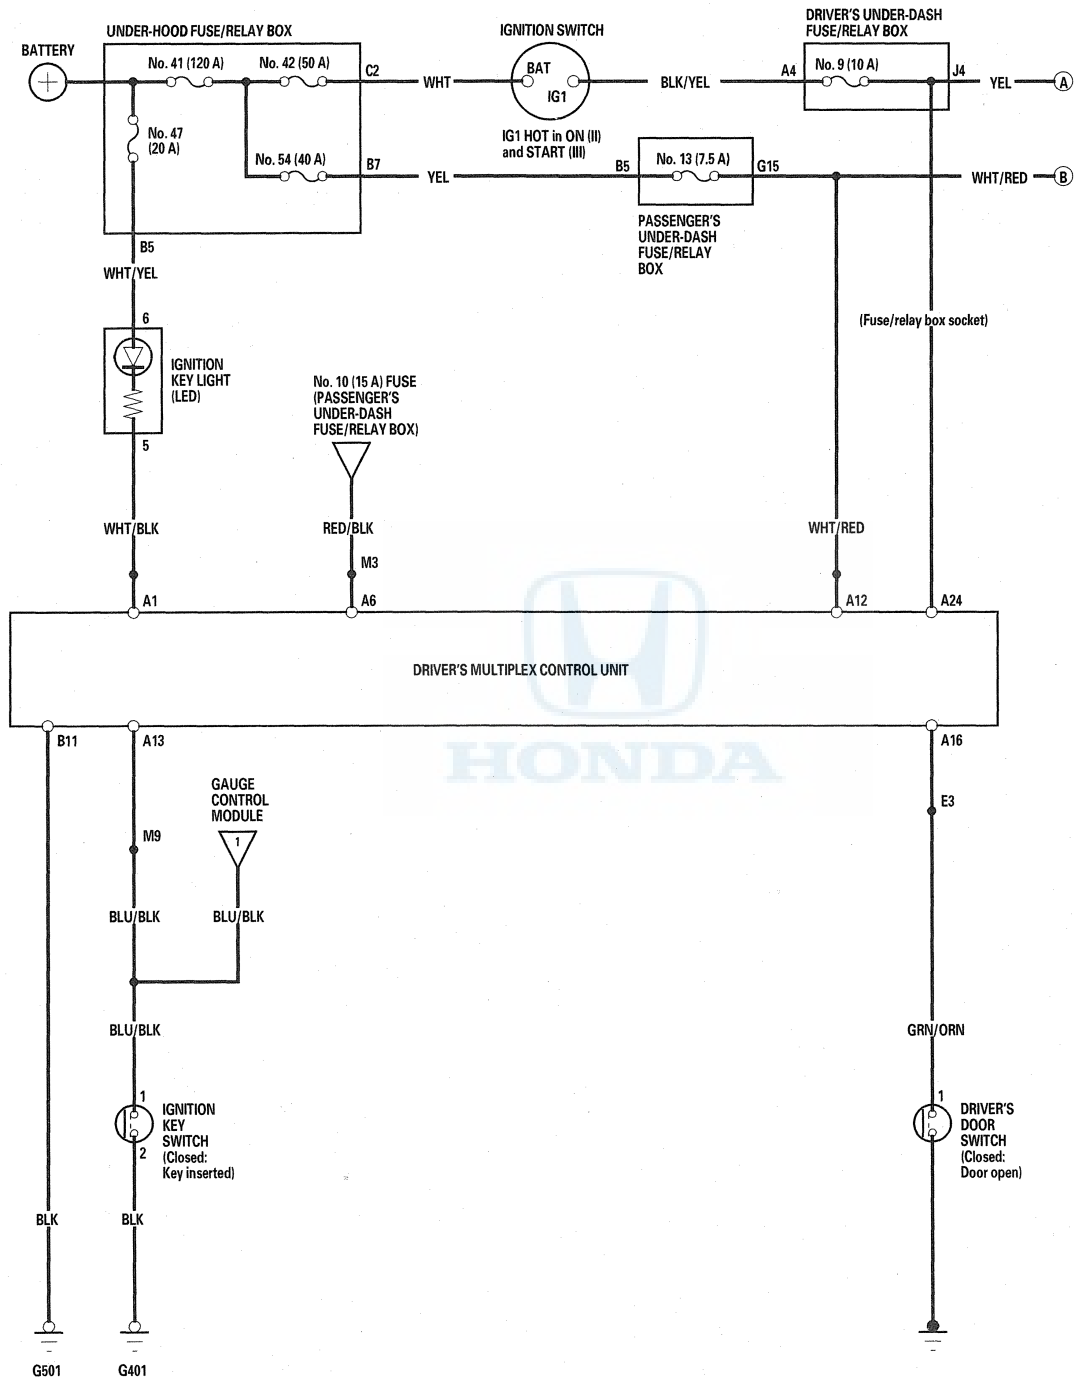 UNDER-HOOD FUSE/RELAY BOX
IGNITION SWITCH
DRIVER'S UNDER-DASH
FUSE/RELAY BOX
BATTERY
No. 41 (120 A)
No. 42 (50 A)
C2
WHT
BAT
IG1
BLK/YEL
A4
No. 9 (10 A)
J4
YEL
A
No. 47
(20 A)
IG1 HOT in ON (II)
and START (III)
No. 54 (40 A)
B7
YEL
B5
No. 13 (7.5 A)
G15
WHT/RED
B
PASSENGER'S
UNDER-DASH
FUSE/RELAY
BOX
B5
WHT/YEL
6
(Fuse/relay box socket)
IGNITION
KEY LIGHT
(LED)
5
No. 10 (15 A) FUSE
(PASSENGER'S
UNDER-DASH
FUSE/RELAY BOX)
WHT/BLK
RED/BLK
WHT/RED
M3
A1
A6
A12
A24
DRIVER'S MULTIPLEX CONTROL UNIT
HONDA
B11
A13
A16
GAUGE
CONTROL
MODULE
1
E3
M9
BLU/BLK
BLU/BLK
BLU/BLK
GRN/ORN
1
IGNITION
KEY
SWITCH
(Closed:
Key inserted)
2
1
DRIVER'S
DOOR
SWITCH
(Closed:
Door open)
BLK
BLK
G501
G401